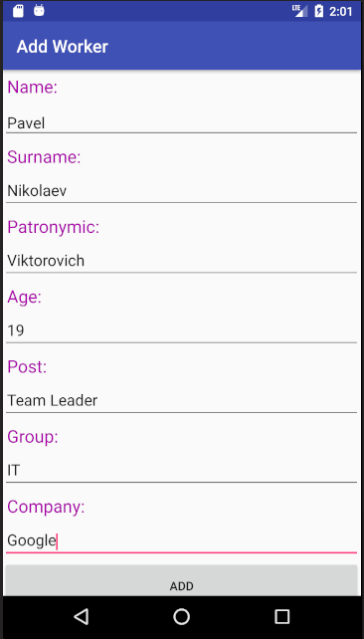 LTE 2:01
Add Worker
Name:
Pavel
Surname:
Nikolaev
Patronymic:
Viktorovich
Age:
19
Post:
Team Leader
Group:
IT
Company:
Google
ADD